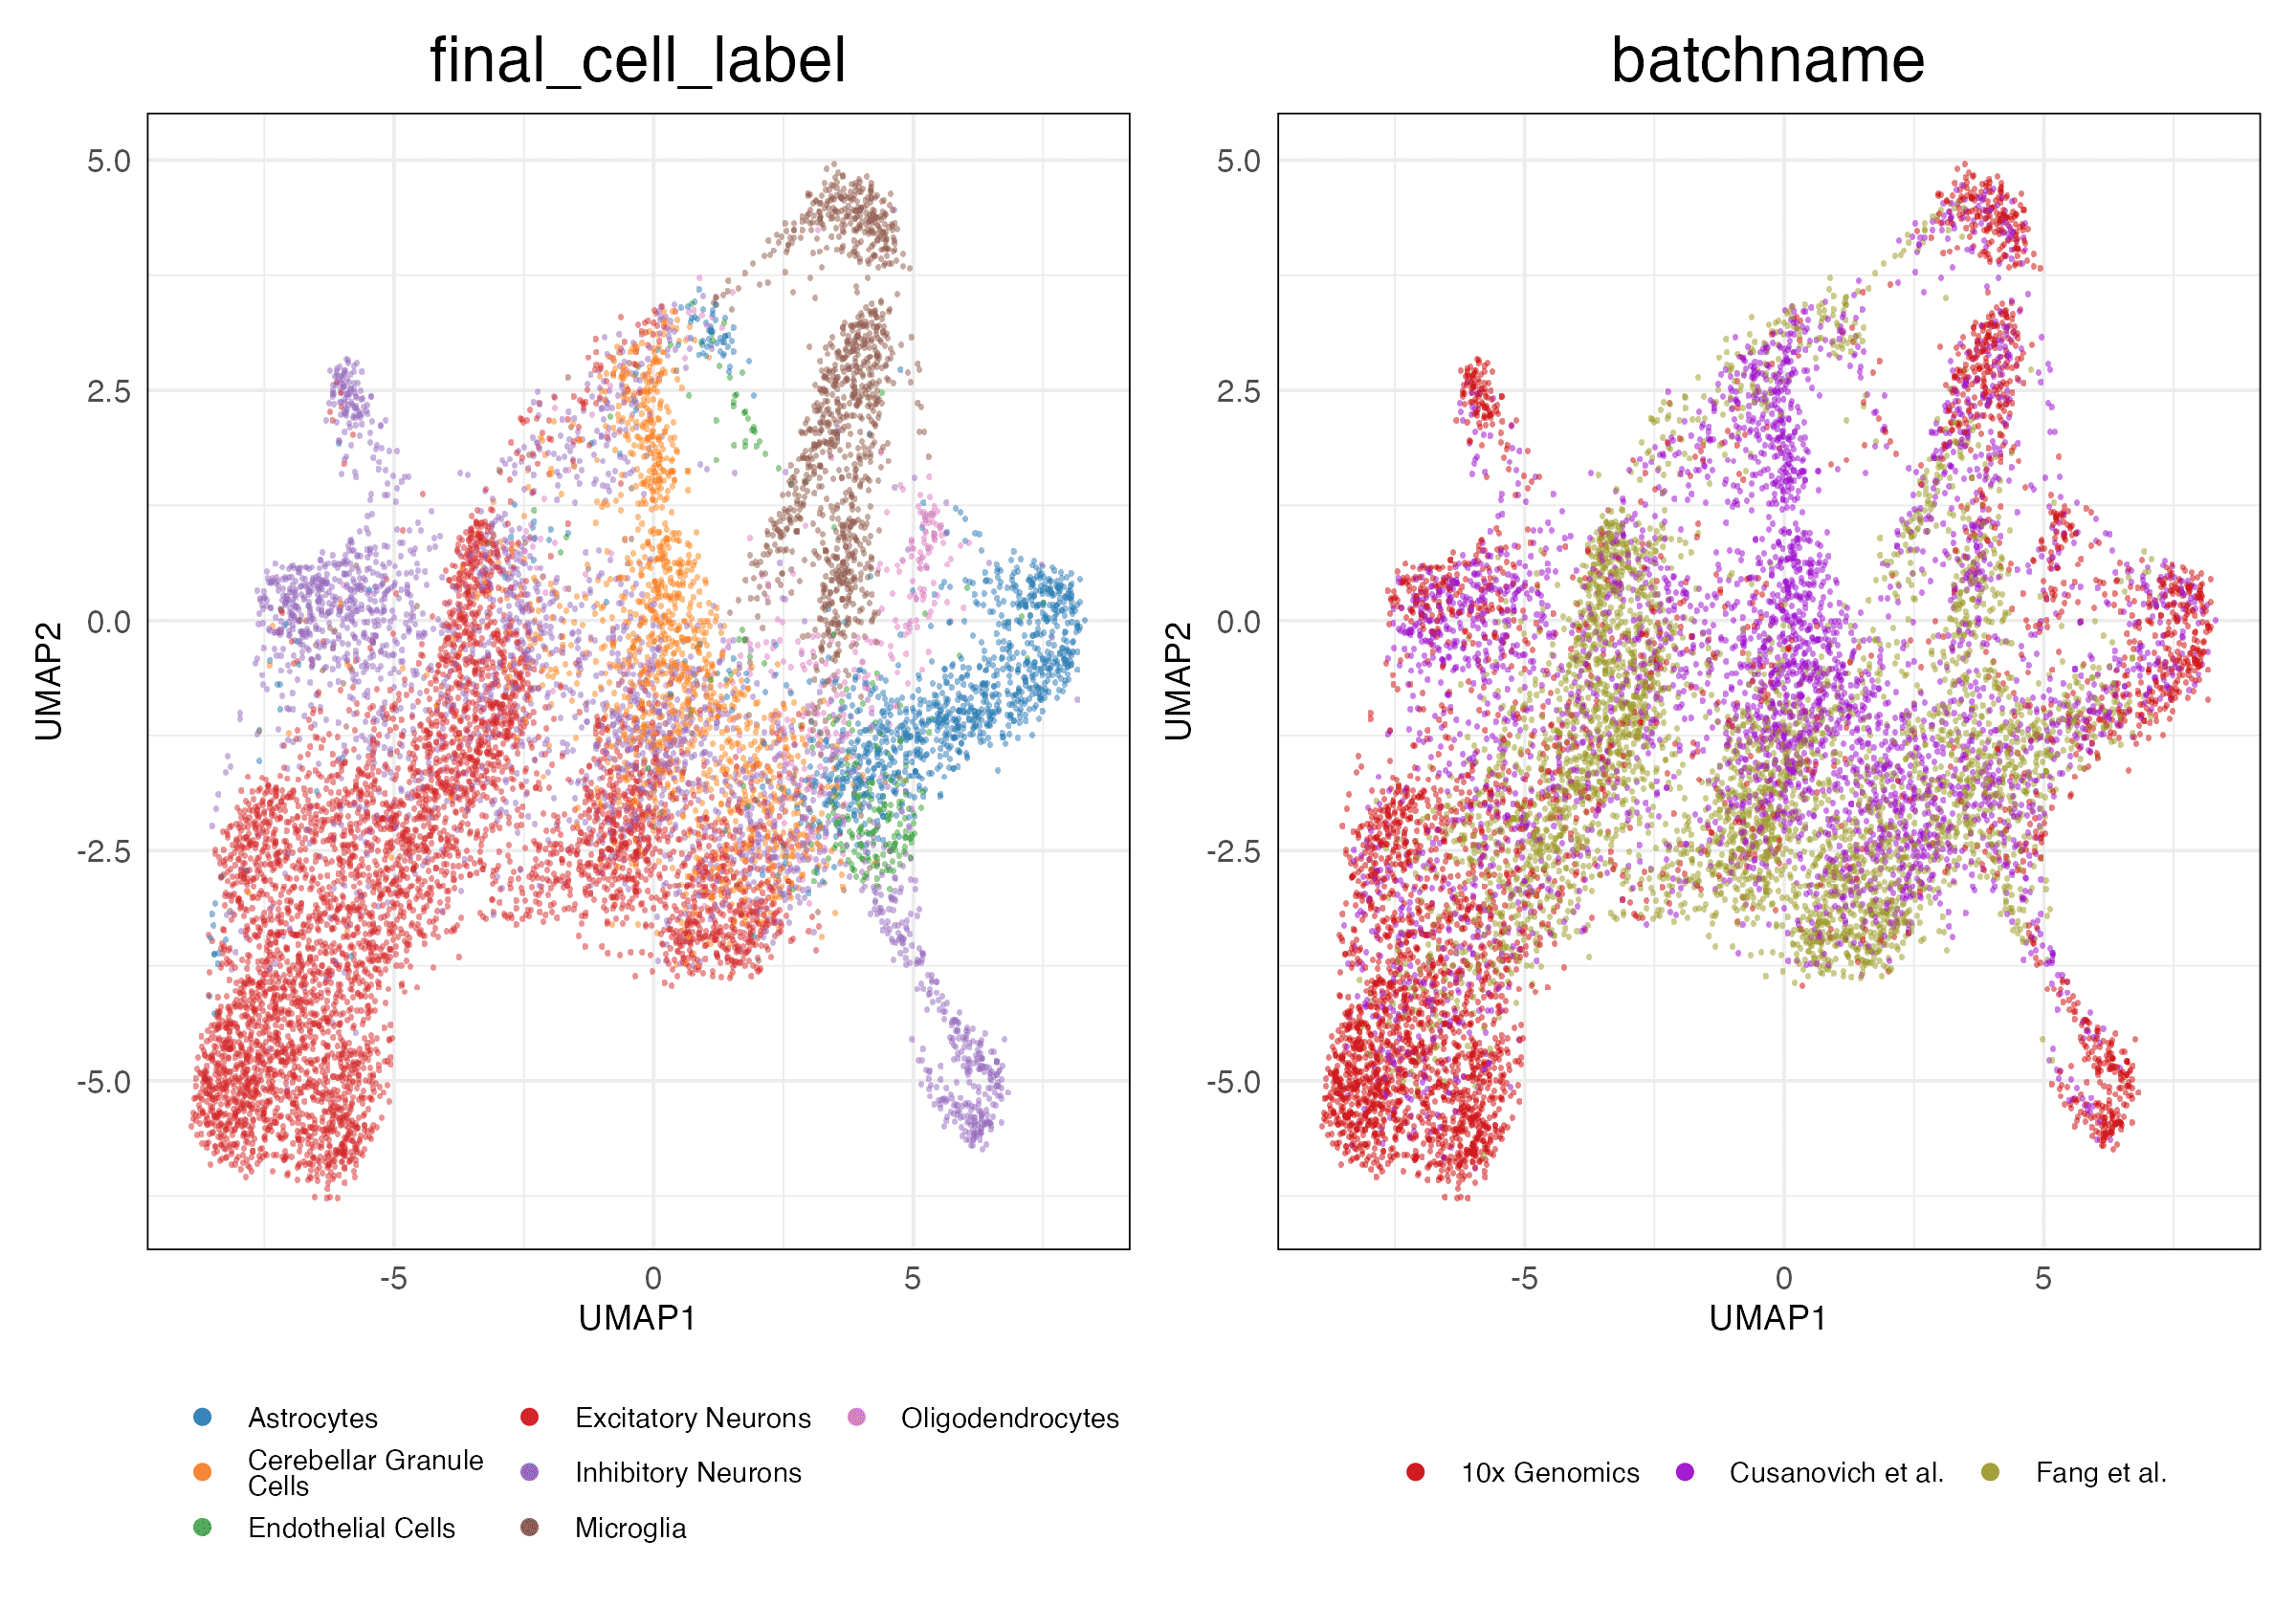 final_cell_label
batchname
5.0
2.5
0.0
-2.5
-5.0
UMAP2
-5 0 5
UMAP1
5.0
2.5
0.0
-2.5
-5.0
UMAP2
-5 0 5
UMAP1
Astrocytes
Cerebellar Granule
Cells
Endothelial Cells
Excitatory Neurons
Inhibitory Neurons
Microglia
Oligodendrocytes
10x Genomics Cusanovich et al. Fang et al.